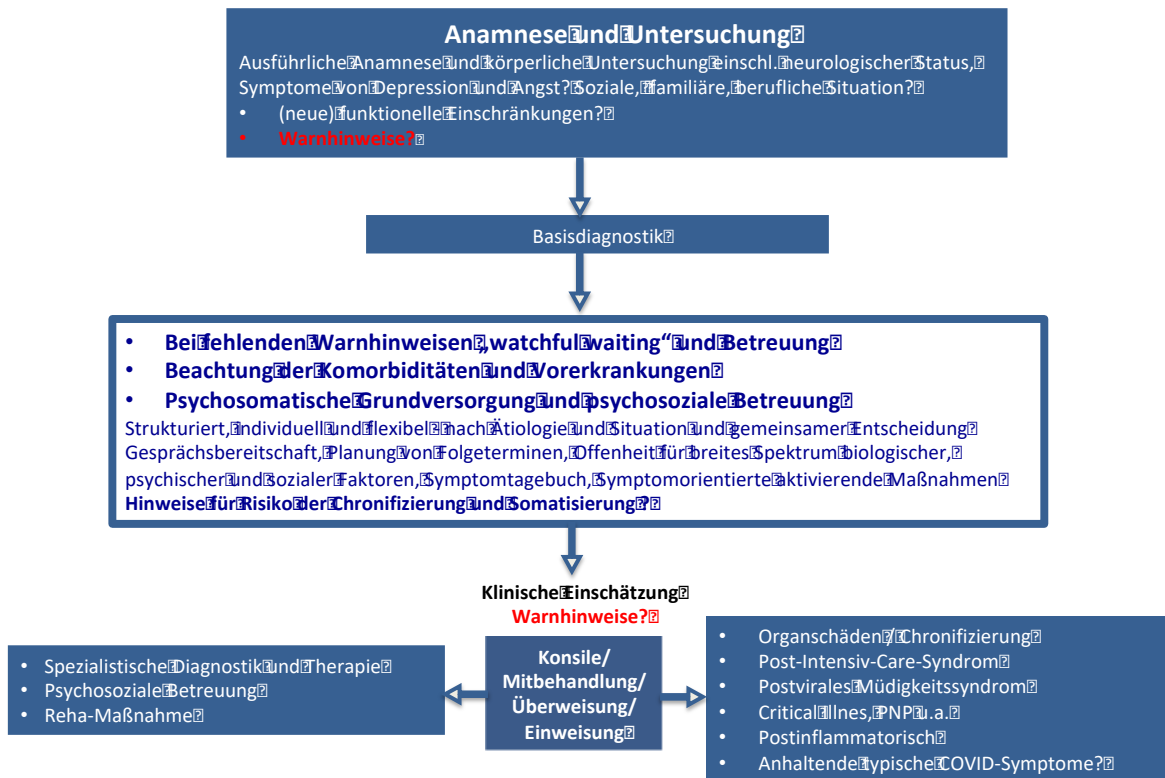 Anamnese und Untersuchung
Ausführliche Anamnese und körperliche Untersuchung einschl. neurologischer Status,
Symptome von Depression und Angst? Soziale, familiäre, berufliche Situation?
• (neue) funktionelle Einschränkungen?
• Warnhinweise?
Basisdiagnostik
• Bei fehlenden Warnhinweisen „watchful waiting“ und Betreuung
• Beachtung der Komorbiditäten und Vorerkrankungen
• Psychosomatische Grundversorgung und psychosoziale Betreuung
Strukturiert, Individuell und flexibel - nach Ätiologie und Situation und gemeinsamer Entscheidung
Gesprächsbereitschaft, Planung von Folgeterminen, Offenheit für breites Spektrum biologischer,
psychischer und sozialer Faktoren, Symptomtagebuch, Symptomorientierte aktivierende Maßnahmen
Hinweise für Risiko der Chronifizierung und Somatisierung ?
Klinische Einschätzung
Warnhinweise?
• Spezialistische Diagnostik und Therapie
• Psychosoziale Betreuung
• Reha-Maßnahme
Konsile/
Mitbehandlung/
Überweisung/
Einweisung
• Organschäden / Chronifizierung
• Post-Intensiv-Care-Syndrom
• Postvirales Müdigkeitssyndrom
• Critical Illnes, PNP u.a.
• Postinflammatorisch
• Anhaltende typische COVID-Symptome?